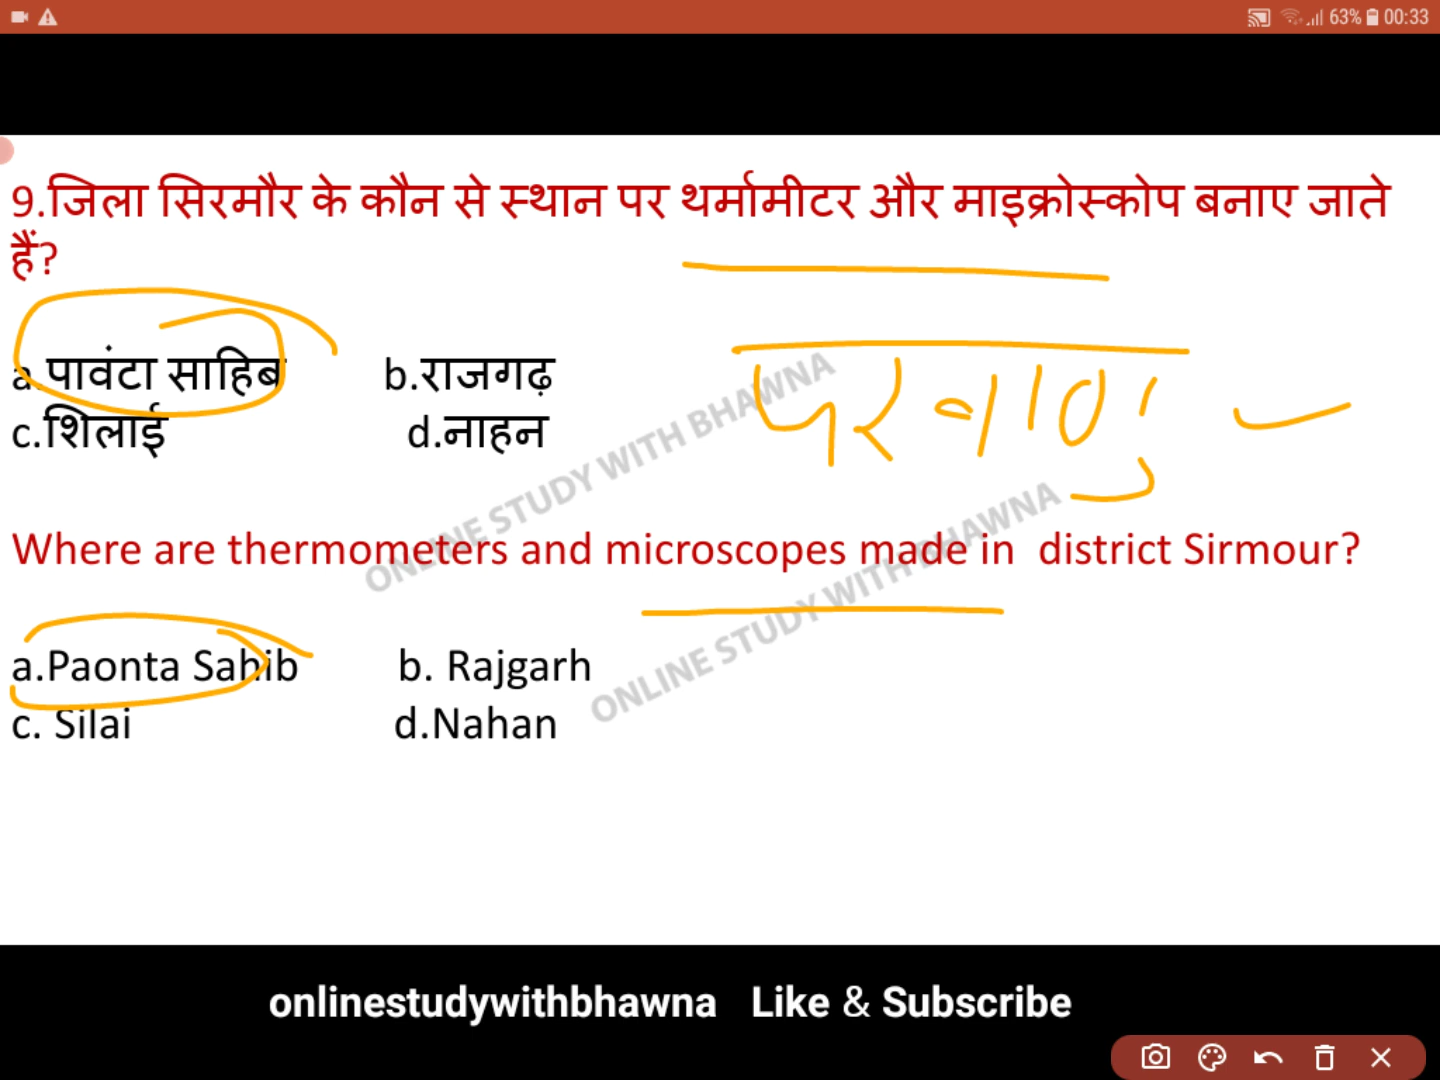 63% 00:33
9.जिला सिरमौर के कौन से स्थान पर थर्मामीटर और माइक्रोस्कोप बनाए जाते
हैं?
a.पावंटा साहिब b.राजगढ़
c.शिलाई d.नाहन
ONLINE STUDY WITH BHAWNA
Where are thermometers and microscopes made in district Sirmour?
ONLINE STUDY WITH BHAWNA
a.Paonta Sahib b. Rajgarh
c. Silai d.Nahan
onlinestudywithbhawna Like & Subscribe